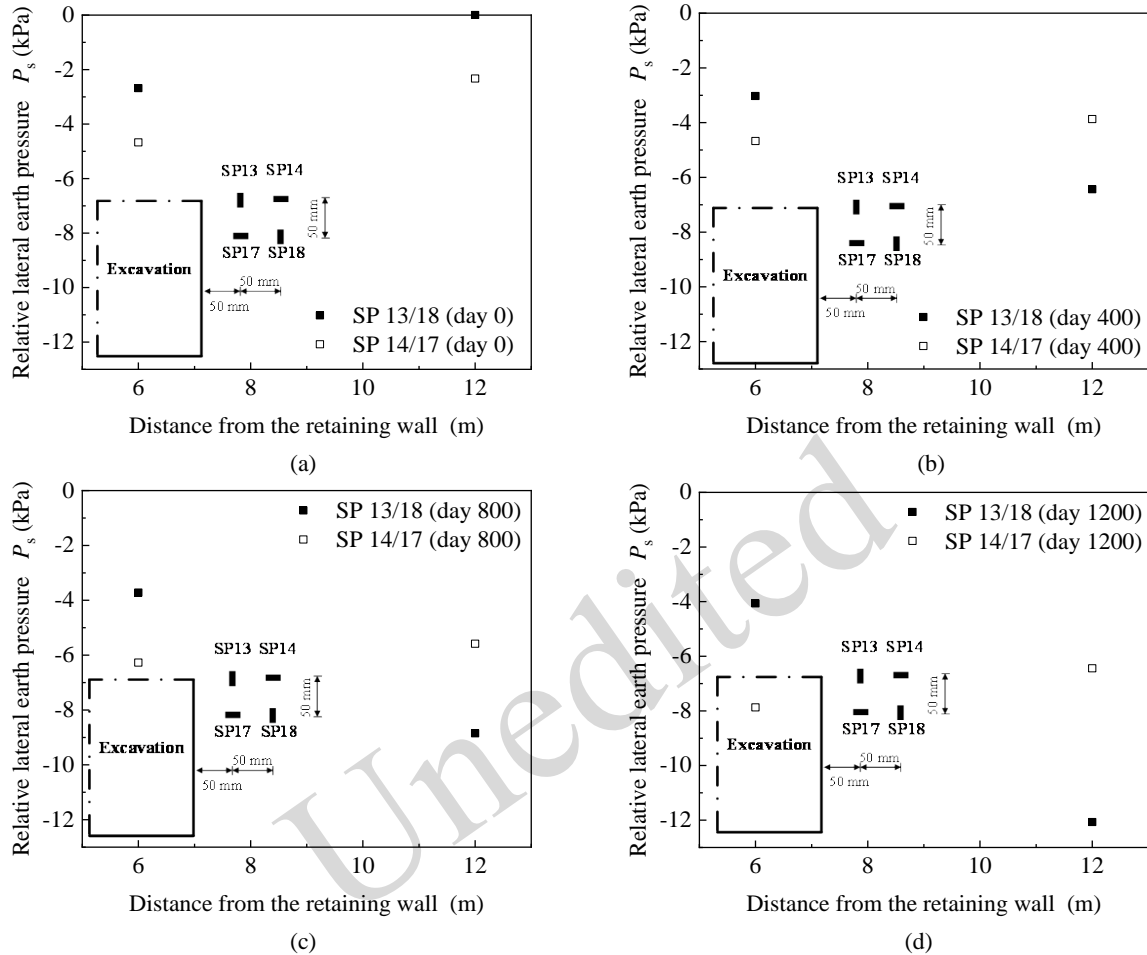 0
-2
-4
-6
-8
-10
-12
Relative lateral earth pressure Ps (kPa)
SP13 SP14
SP17 SP18
Excavation
50 mm
50 mm
50 mm
SP 13/18 (day 0)
SP 14/17 (day 0)
6 8 10 12
Distance from the retaining wall (m)
(a)
0
-2
-4
-6
-8
-10
-12
Relative lateral earth pressure Ps (kPa)
SP13 SP14
SP17 SP18
Excavation
50 mm
50 mm
50 mm
SP 13/18 (day 400)
SP 14/17 (day 400)
6 8 10 12
Distance from the retaining wall (m)
(b)
0
-2
-4
-6
-8
-10
-12
Relative lateral earth pressure Ps (kPa)
SP 13/18 (day 800)
SP 14/17 (day 800)
SP13 SP14
SP17 SP18
Excavation
50 mm
50 mm
50 mm
6 8 10 12
Distance from the retaining wall (m)
(c)
0
-2
-4
-6
-8
-10
-12
Relative lateral earth pressure Ps (kPa)
SP 13/18 (day 1200)
SP 14/17 (day 1200)
SP13 SP14
SP17 SP18
Excavation
50 mm
50 mm
50 mm
6 8 10 12
Distance from the retaining wall (m)
(d)
Unedited